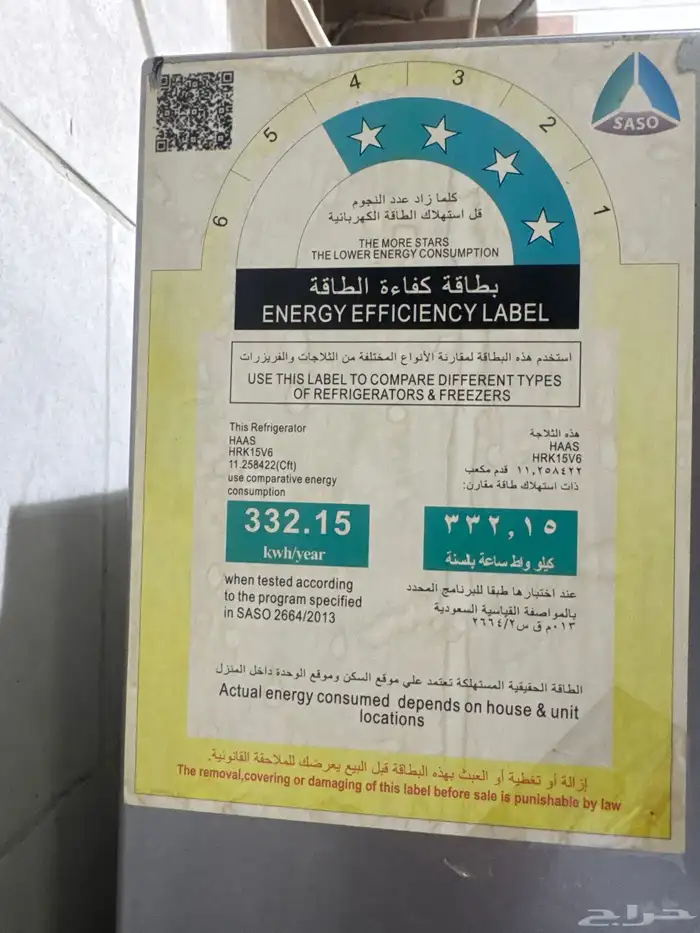 SASO
6 5 4 3 2 1
كلما زاد عدد النجوم
قل استهلاك الطاقة الكهربائية
THE MORE STARS
THE LOWER ENERGY CONSUMPTION
بطاقة كفاءة الطاقة
ENERGY EFFICIENCY LABEL
استخدم هذه البطاقة لمقارنة الأنواع المختلفة من الثلاجات والفريزرات
USE THIS LABEL TO COMPARE DIFFERENT TYPES
OF REFRIGERATORS & FREEZERS
This Refrigerator
HAAS
HRK15V6
11.258422(Cft)
use comparative energy
consumption
332.15
kwh/year
when tested according
to the program specified
in SASO 2664/2013
هذه الثلاجة
HAAS
HRK15V6
١١,٢٥٨٤٢٢ قدم مكعب
ذات استهلاك طاقة مقارن:
٣٣٢,١٥
كيلو واط ساعة بلسنة
عند اختبارها طبقا للبرنامج المحدد
بالمواصفة القياسية السعودية
٠١٣م ق س٢٦٦٤/٢
الطاقة الحقيقية المستهلكة تعتمد علي موقع السكن وموقع الوحدة داخل المنزل
Actual energy consumed depends on house & unit
locations
إزالة أو تغطية أو العبث بهذه البطاقة قبل البيع يعرضك للملاحقة القانونية.
The removal,covering or damaging of this label before sale is punishable by law
حراج